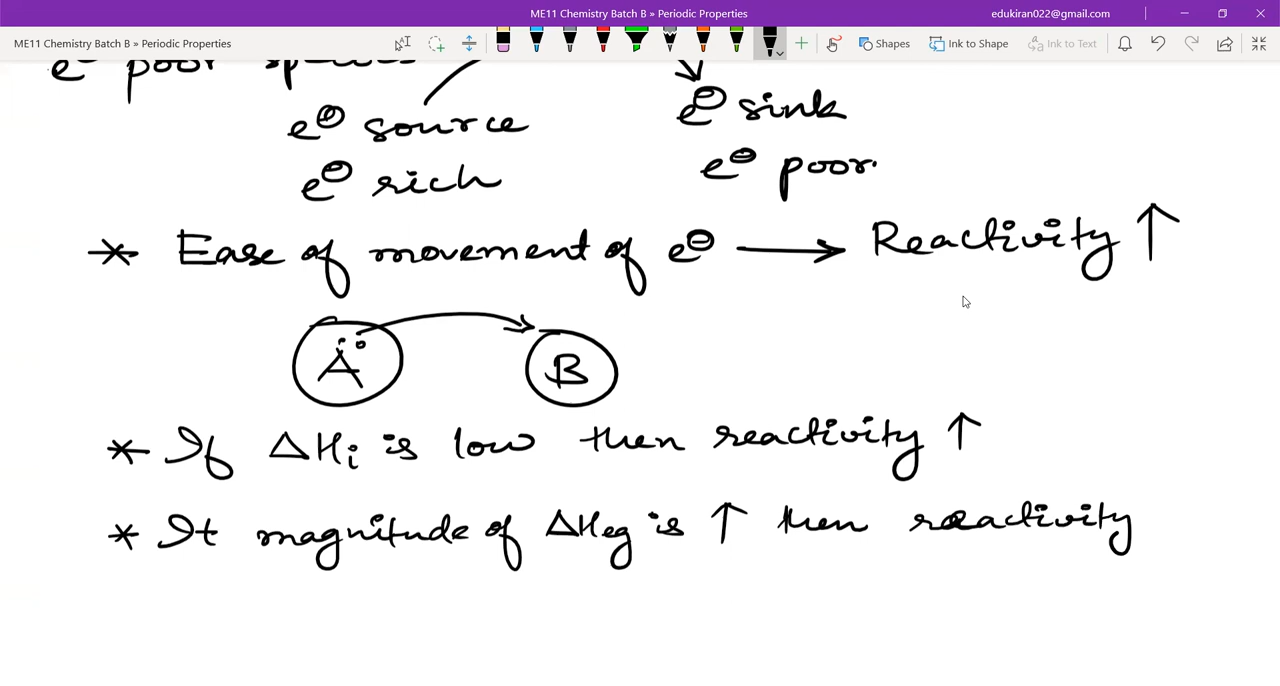 ME11 Chemistry Batch B » Periodic Properties
edukiran022@gmail.com
ME11 Chemistry Batch B » Periodic Properties
Shapes
Ink to Shape
Ink to Text
e⊖ poor species
e⊖ source
e⊖ sink
e⊖ rich
e⊖ poor
* Ease of movement of e⊖ ⟶ Reactivity ↑
A
B
* If ΔHi is low then reactivity ↑
* It magnitude of ΔHeg is ↑ then reactivity